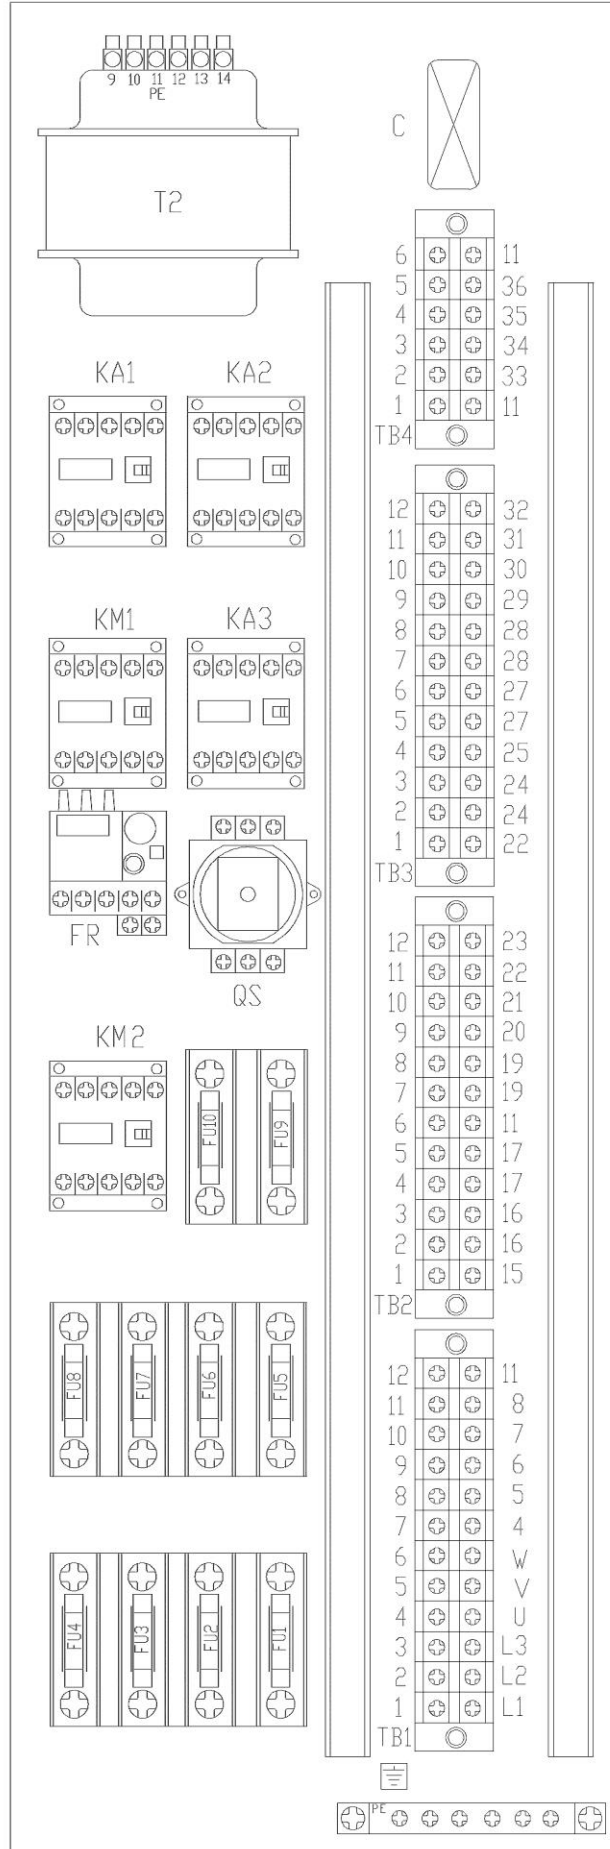 9 10 11 12 13 14
PE
T2
C
6 11
5 36
4 35
3 34
2 33
1 11
TB4
KA1 KA2
12 32
11 31
10 30
9 29
8 28
7 28
6 27
5 27
4 25
3 24
2 24
1 22
TB3
KM1 KA3
FR
QS
12 23
11 22
10 21
9 20
8 19
7 19
6 11
5 17
4 17
3 16
2 16
1 15
TB2
KM2
FU10 FU9
FU8 FU7 FU6 FU5
12 11
11 8
10 7
9 6
8 5
7 4
6 W
5 V
4 U
3 L3
2 L2
1 L1
TB1
FU4 FU3 FU2 FU1
PE